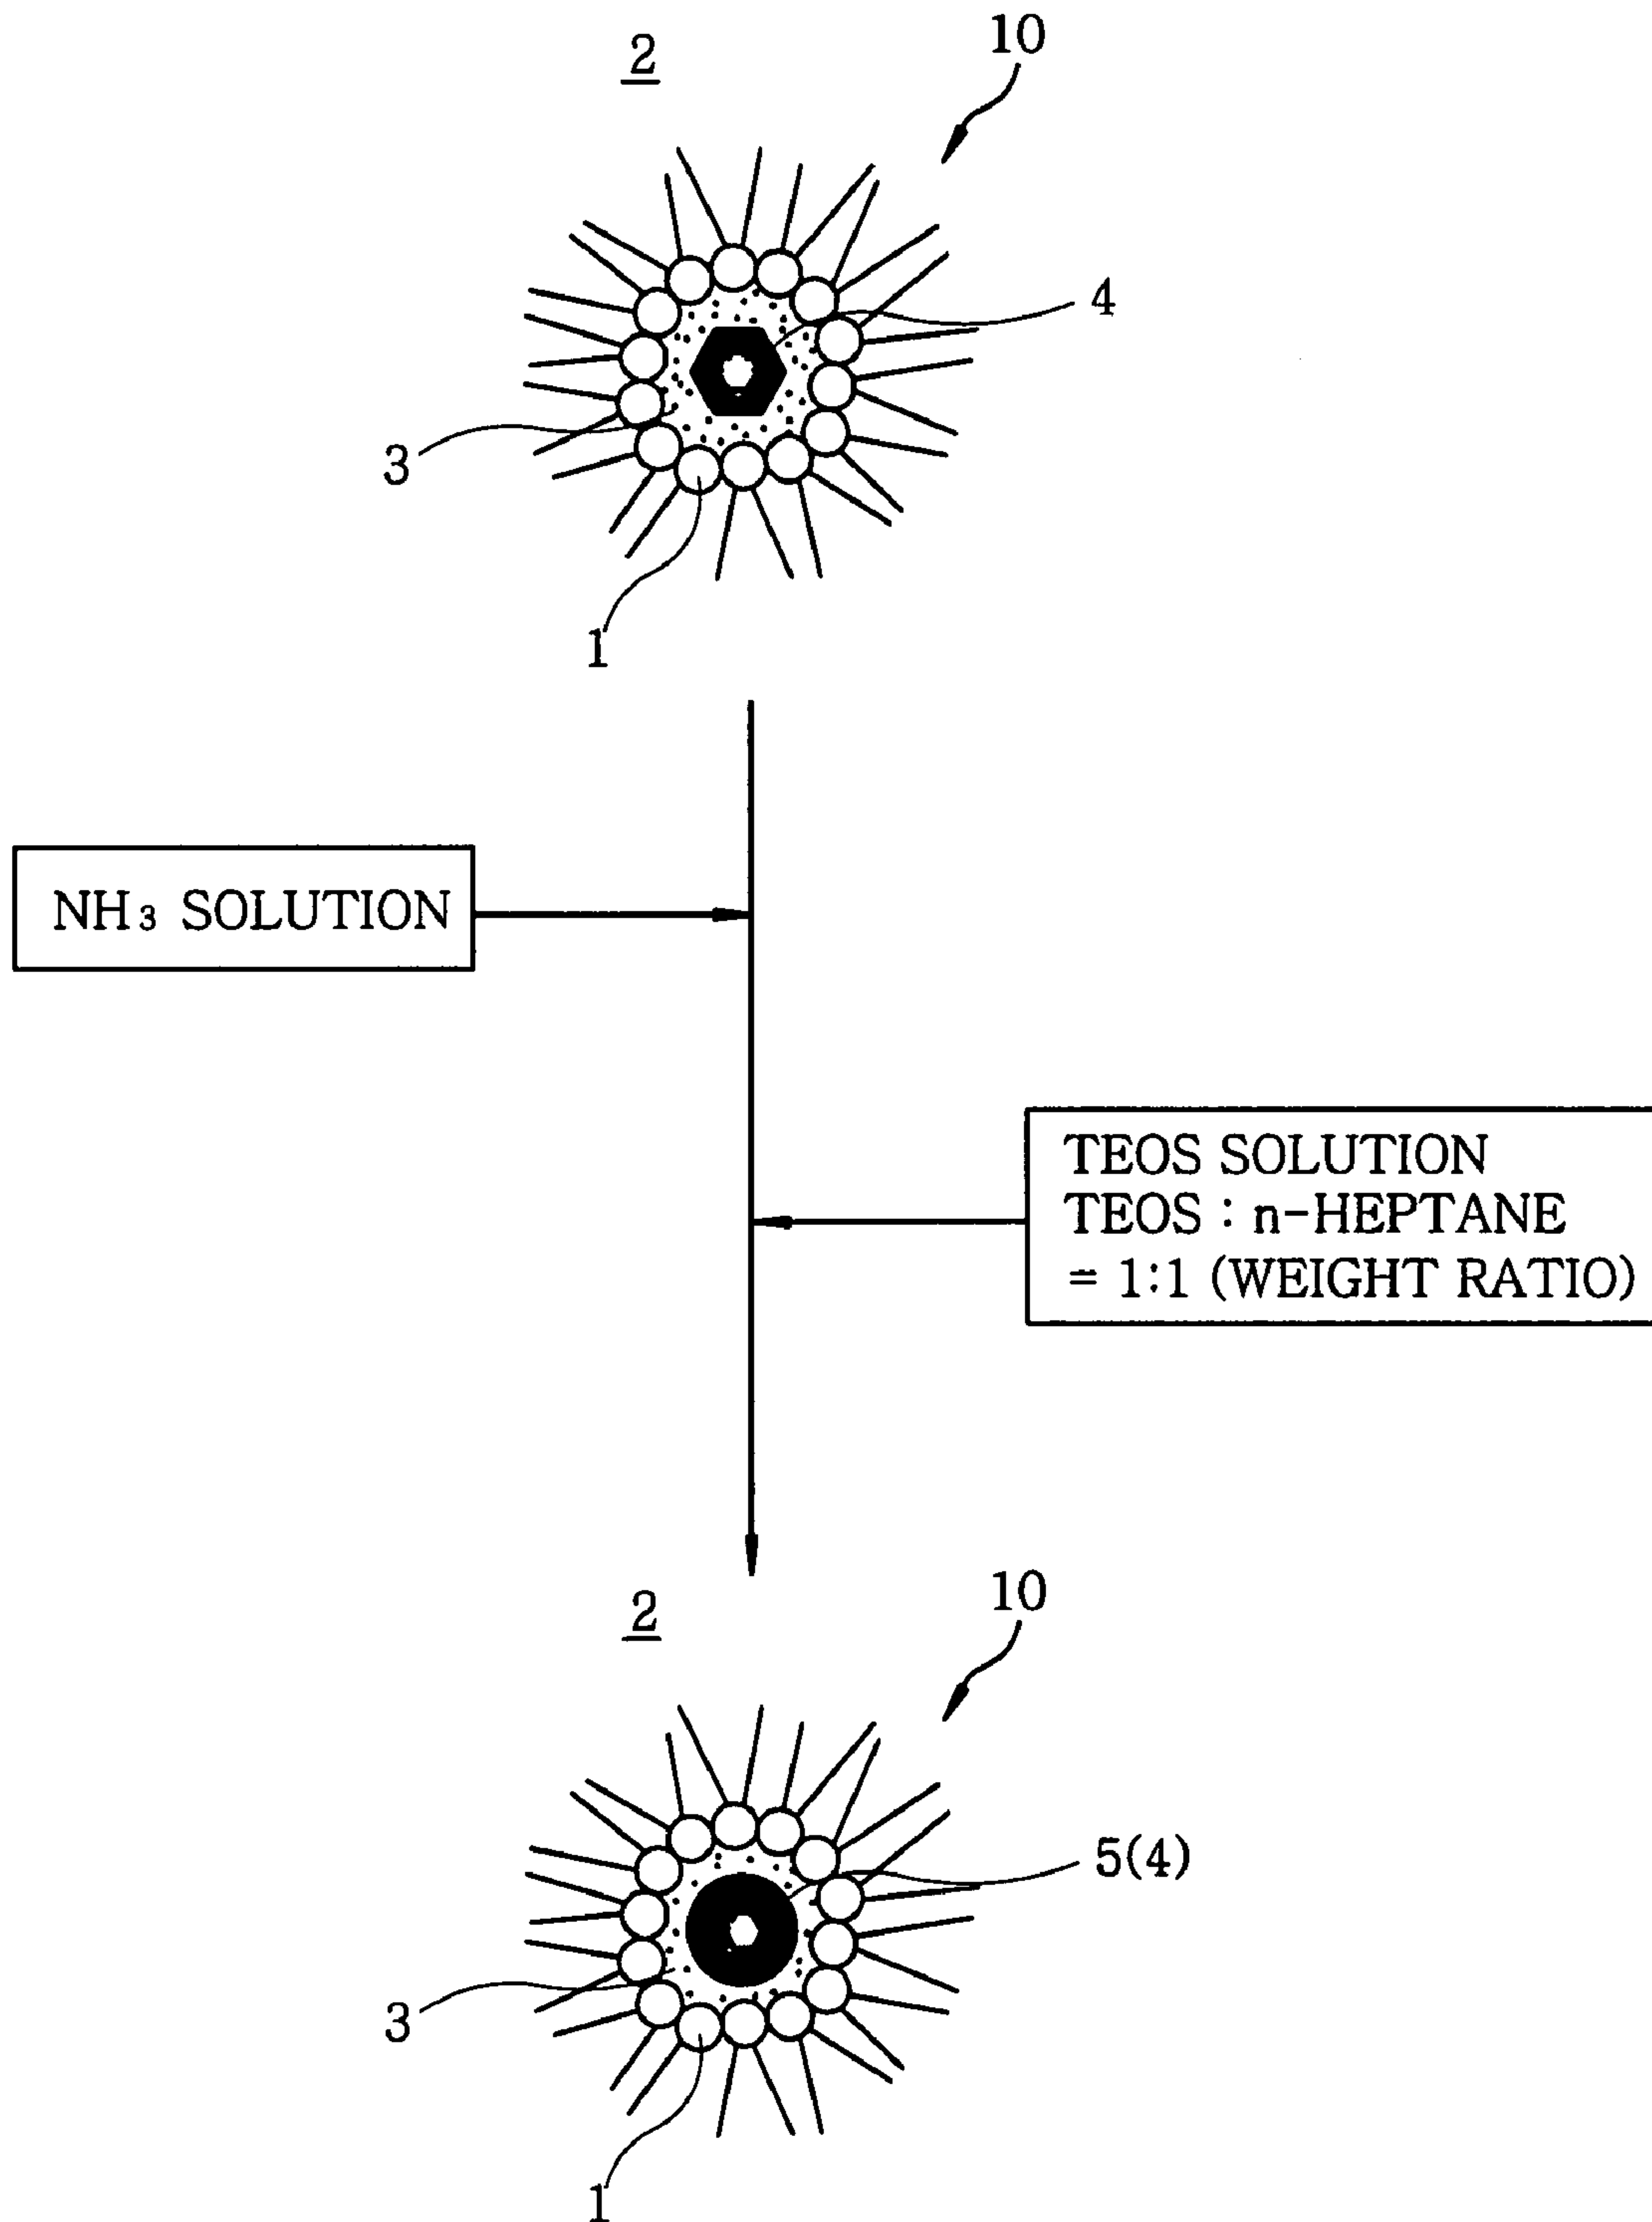 2
10
4
3
1
NH₃ SOLUTION
TEOS SOLUTION
TEOS : n-HEPTANE
= 1:1 (WEIGHT RATIO)
2
10
5(4)
3
1